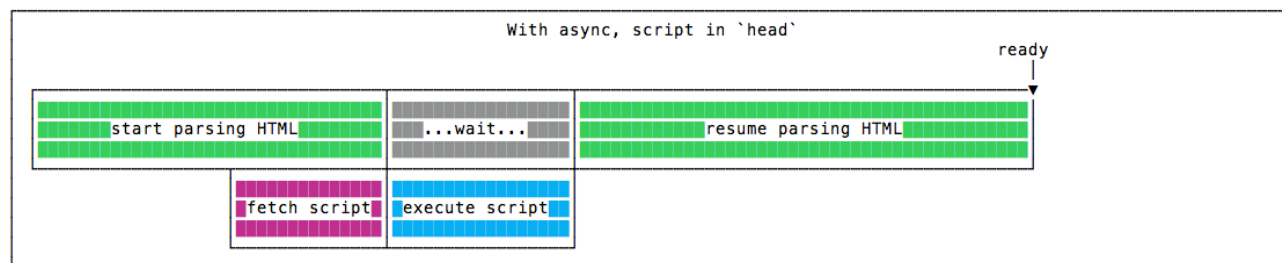 With async, script in `head`
ready
start parsing HTML ...wait... resume parsing HTML
fetch script execute script